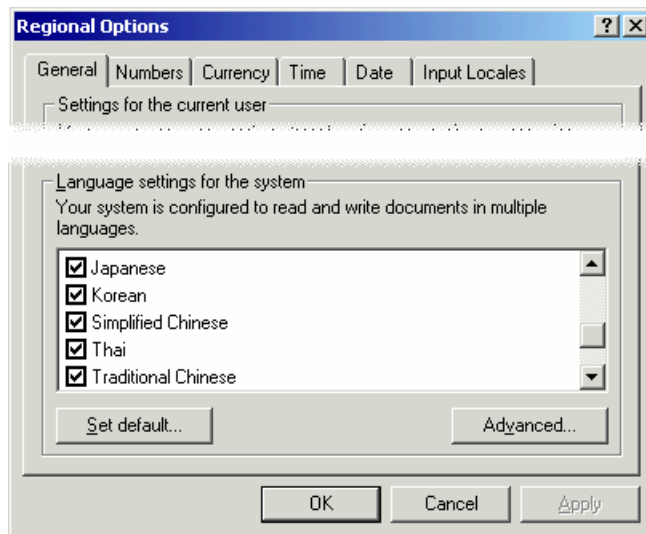 Regional Options
General Numbers Currency Time Date Input Locales
Settings for the current user
Language settings for the system
Your system is configured to read and write documents in multiple
languages.
Japanese
Korean
Simplified Chinese
Thai
Traditional Chinese
Set default... Advanced...
OK Cancel Apply